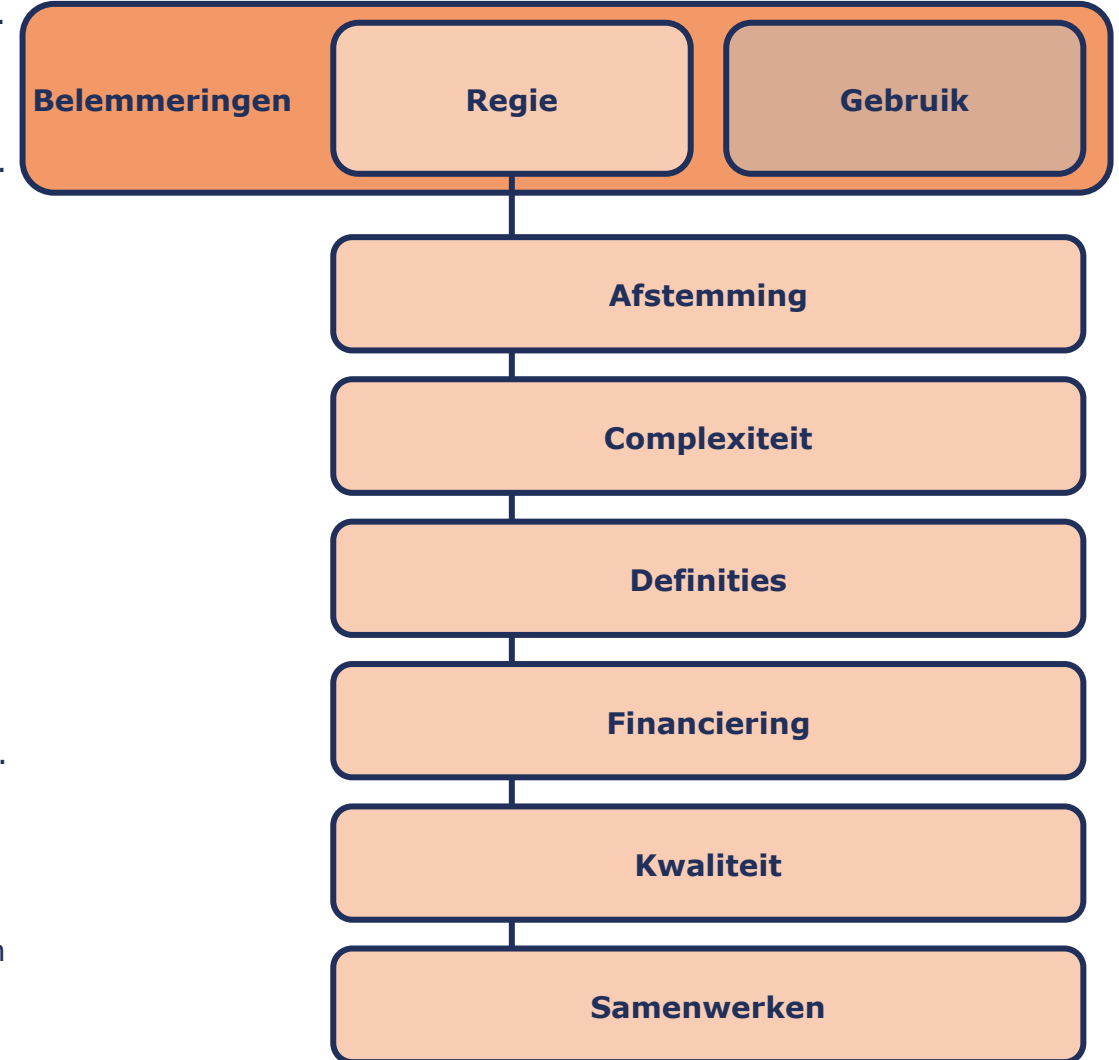 Belemmeringen Regie Gebruik
Afstemming
Complexiteit
Definities
Financiering
Kwaliteit
Samenwerken